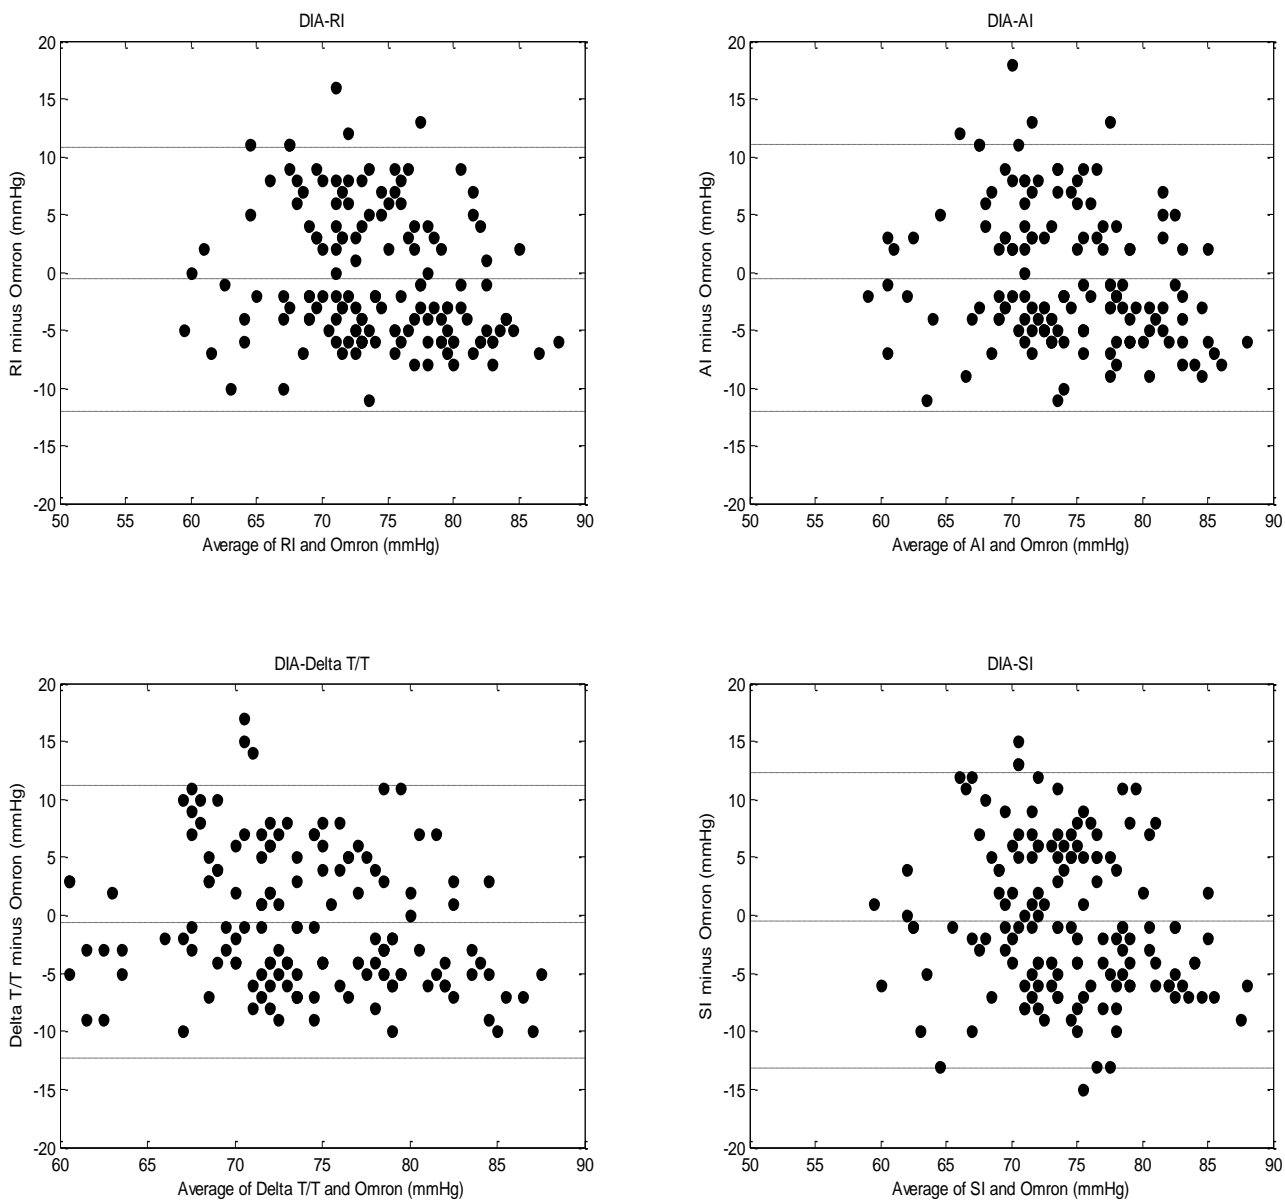 DIA-RI
20
15
10
5
0
-5
-10
-15
-20
50 55 60 65 70 75 80 85 90
RI minus Omron (mmHg)
Average of RI and Omron (mmHg)
DIA-AI
20
15
10
5
0
-5
-10
-15
-20
50 60 65 70 75 80 85 90
AI minus Omron (mmHg)
Average of AI and Omron (mmHg)
DIA-Delta T/T
20
15
10
5
0
-5
-10
-15
-20
60 65 70 75 80 85 90
Delta T/T minus Omron (mmHg)
Average of Delta T/T and Omron (mmHg)
DIA-SI
20
15
10
5
0
-5
-10
-15
-20
50 55 60 65 70 75 80 85 90
SI minus Omron (mmHg)
Average of SI and Omron (mmHg)